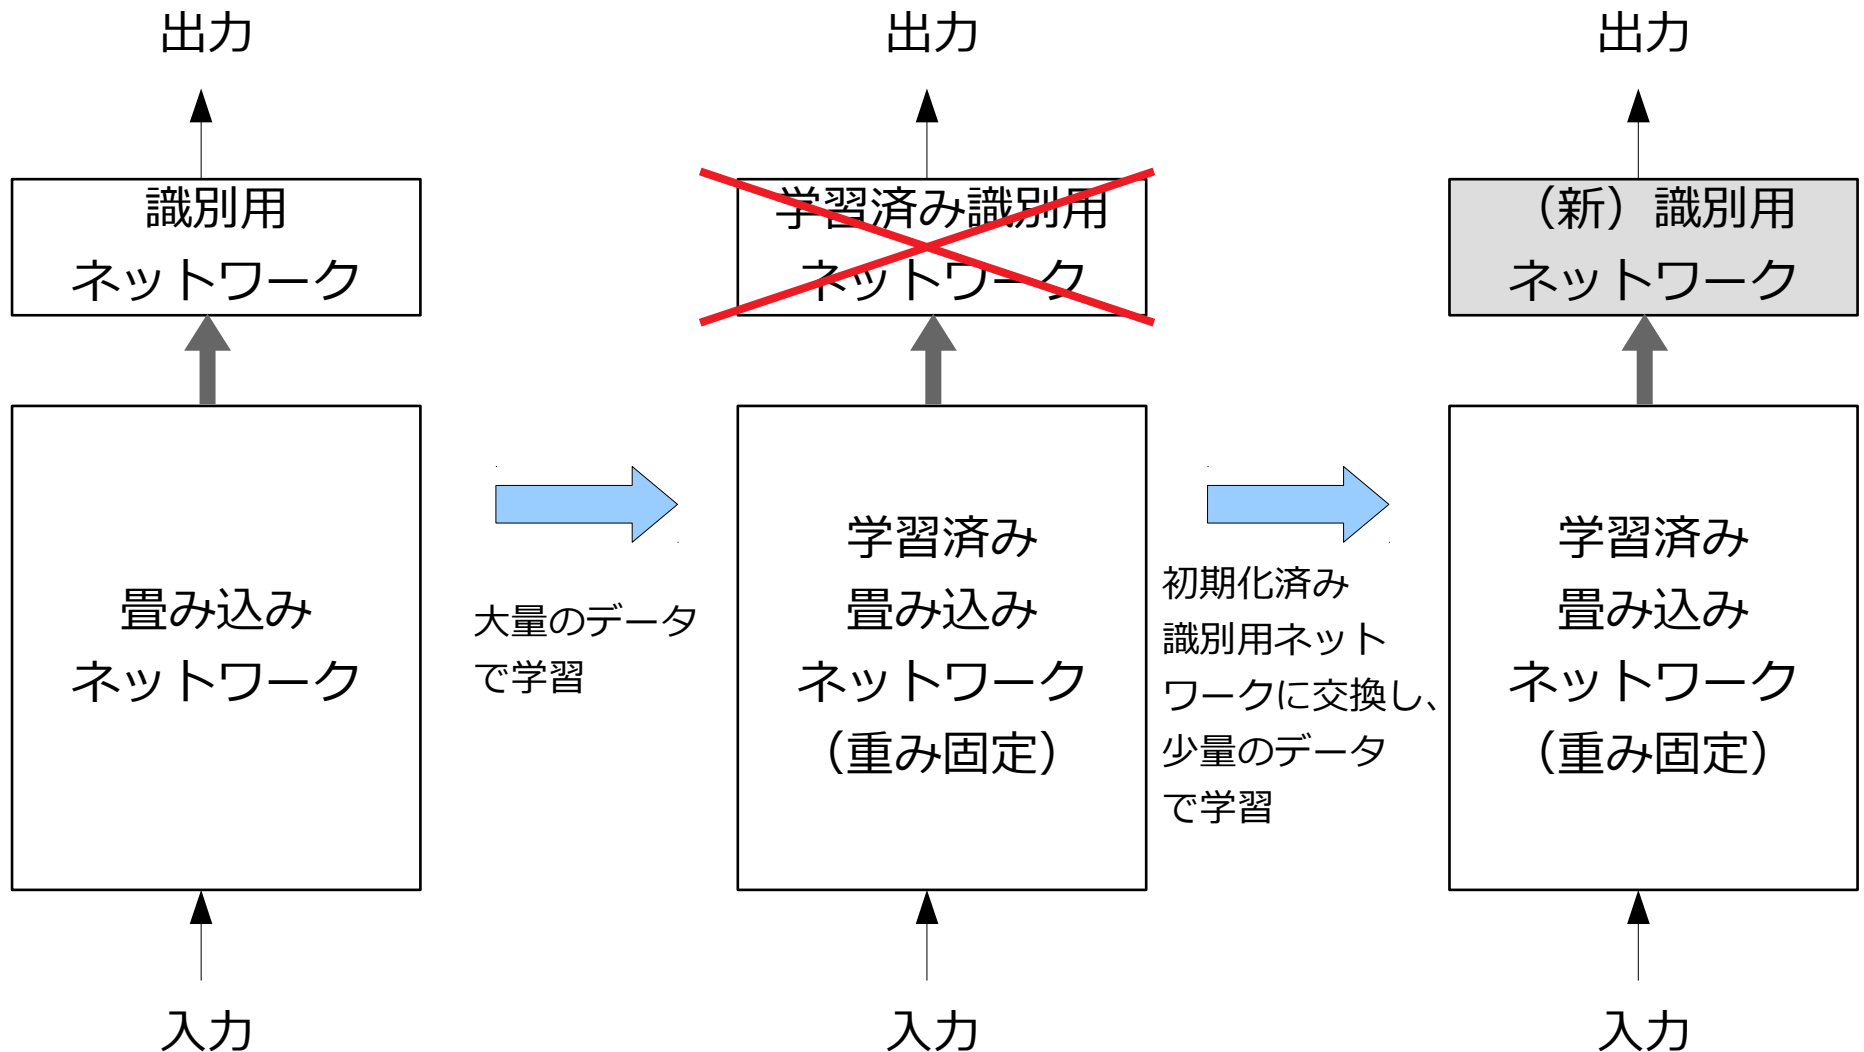 出力
識別用
ネットワーク
畳み込み
ネットワーク
入力
大量のデータ
で学習
出力
学習済み識別用
ネットワーク
学習済み
畳み込み
ネットワーク
（重み固定）
入力
初期化済み
識別用ネット
ワークに交換し、
少量のデータ
で学習
出力
（新）識別用
ネットワーク
学習済み
畳み込み
ネットワーク
（重み固定）
入力